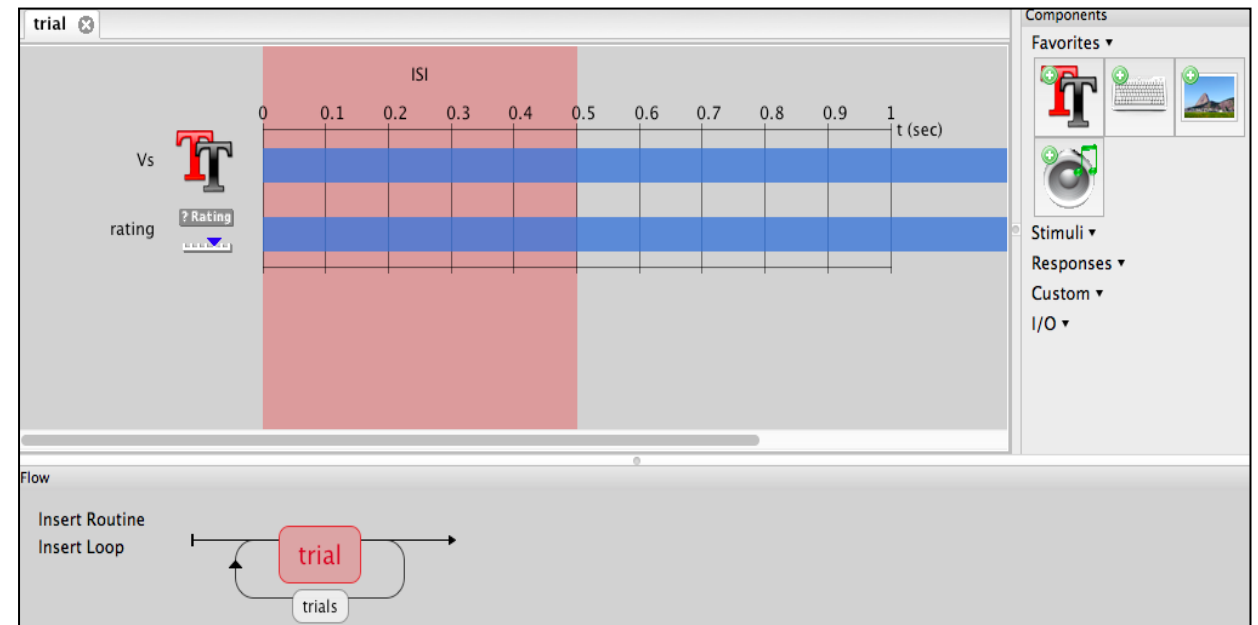 trial
Components
Favorites
ISI
0 0.1 0.2 0.3 0.4 0.5 0.6 0.7 0.8 0.9 1
t (sec)
Vs
TT
? Rating
rating
TT
Stimuli
Responses
Custom
I/O
Flow
Insert Routine
Insert Loop
trial
trials